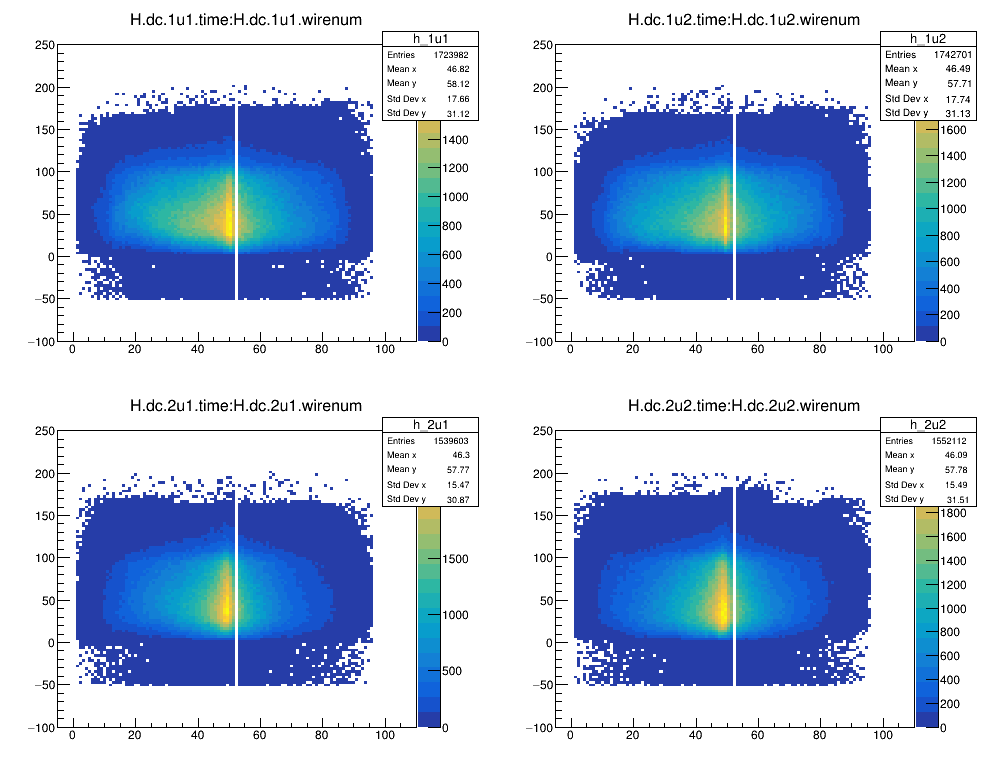 H.dc.1u1.time:H.dc.1u1.wirenum
h_1u1
Entries 1723982
Mean x 46.82
Mean y 58.12
Std Dev x 17.66
Std Dev y 31.12
250
200
150
100
50
0
−50
−100
0 20 40 60 80 100
1400
1200
1000
800
600
400
200
0
H.dc.1u2.time:H.dc.1u2.wirenum
h_1u2
Entries 1742701
Mean x 46.49
Mean y 57.71
Std Dev x 17.74
Std Dev y 31.13
250
200
150
100
50
0
−50
−100
0 20 40 60 80 100
1600
1400
1200
1000
800
600
400
200
0
H.dc.2u1.time:H.dc.2u1.wirenum
h_2u1
Entries 1539603
Mean x 46.3
Mean y 57.77
Std Dev x 15.47
Std Dev y 30.87
250
200
150
100
50
0
−50
−100
0 20 40 60 80 100
1500
1000
500
0
H.dc.2u2.time:H.dc.2u2.wirenum
h_2u2
Entries 1552112
Mean x 46.09
Mean y 57.78
Std Dev x 15.49
Std Dev y 31.51
250
200
150
100
50
0
−50
−100
0 20 40 60 80 100
1800
1600
1400
1200
1000
800
600
400
200
0